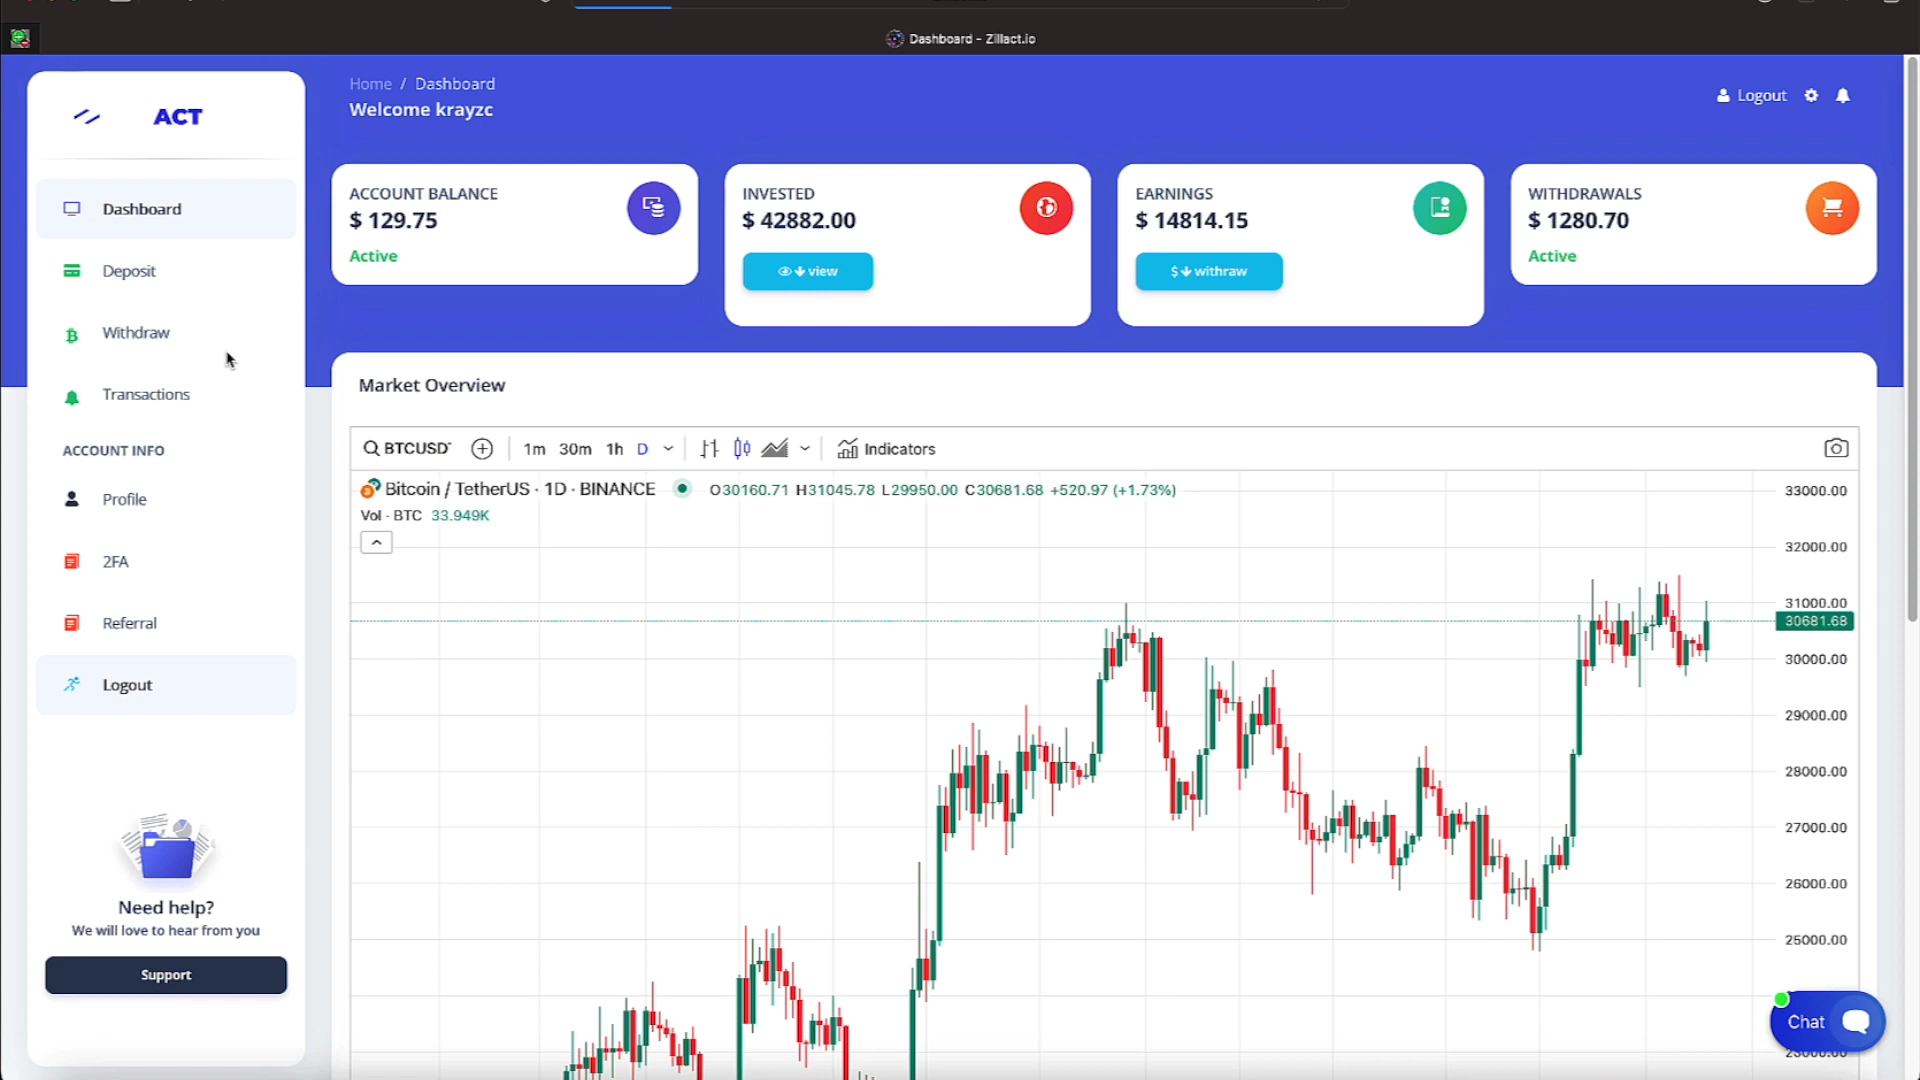 Dashboard - Zillact.io
ACT
Home / Dashboard
Welcome krayzc
Logout
ACCOUNT BALANCE
$ 129.75
Active
INVESTED
$ 42882.00
view
EARNINGS
$ 14814.15
$ withraw
WITHDRAWALS
$ 1280.70
Active
Dashboard
Deposit
Withdraw
Transactions
ACCOUNT INFO
Profile
2FA
Referral
Logout
Need help?
We will love to hear from you
Support
Market Overview
BTCUSD
1m 30m 1h D
Indicators
Bitcoin / TetherUS · 1D · BINANCE
O30160.71 H31045.78 L29950.00 C30681.68 +520.97 (+1.73%)
Vol · BTC 33.949K
33000.00
32000.00
31000.00
30681.68
30000.00
29000.00
28000.00
27000.00
26000.00
25000.00
Chat